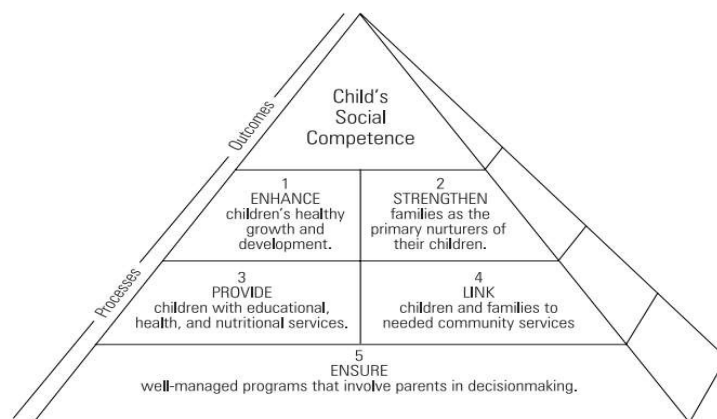 Outcomes
Child's
Social
Competence
1
ENHANCE
children's healthy
growth and
development.
2
STRENGTHEN
families as the
primary nurturers of
their children.
Processes
3
PROVIDE
children with educational,
health, and nutritional services.
4
LINK
children and families to
needed community services
5
ENSURE
well-managed programs that involve parents in decisionmaking.